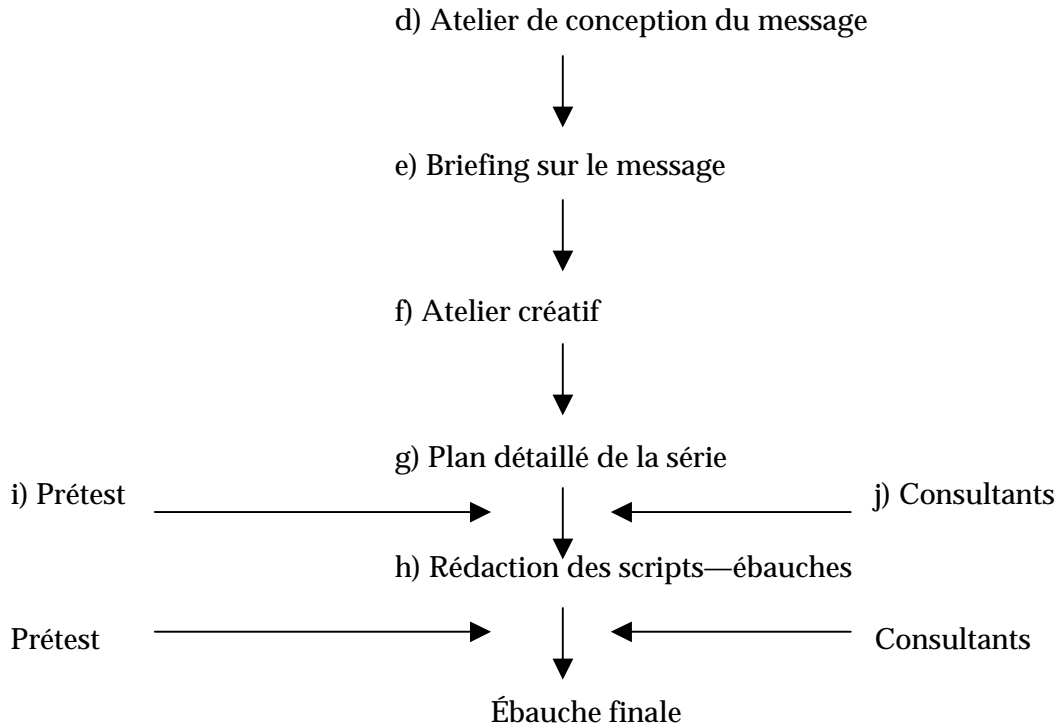 d) Atelier de conception du message
e) Briefing sur le message
f) Atelier créatif
g) Plan détaillé de la série
i) Prétest
j) Consultants
h) Rédaction des scripts—ébauches
Prétest
Consultants
Ébauche finale